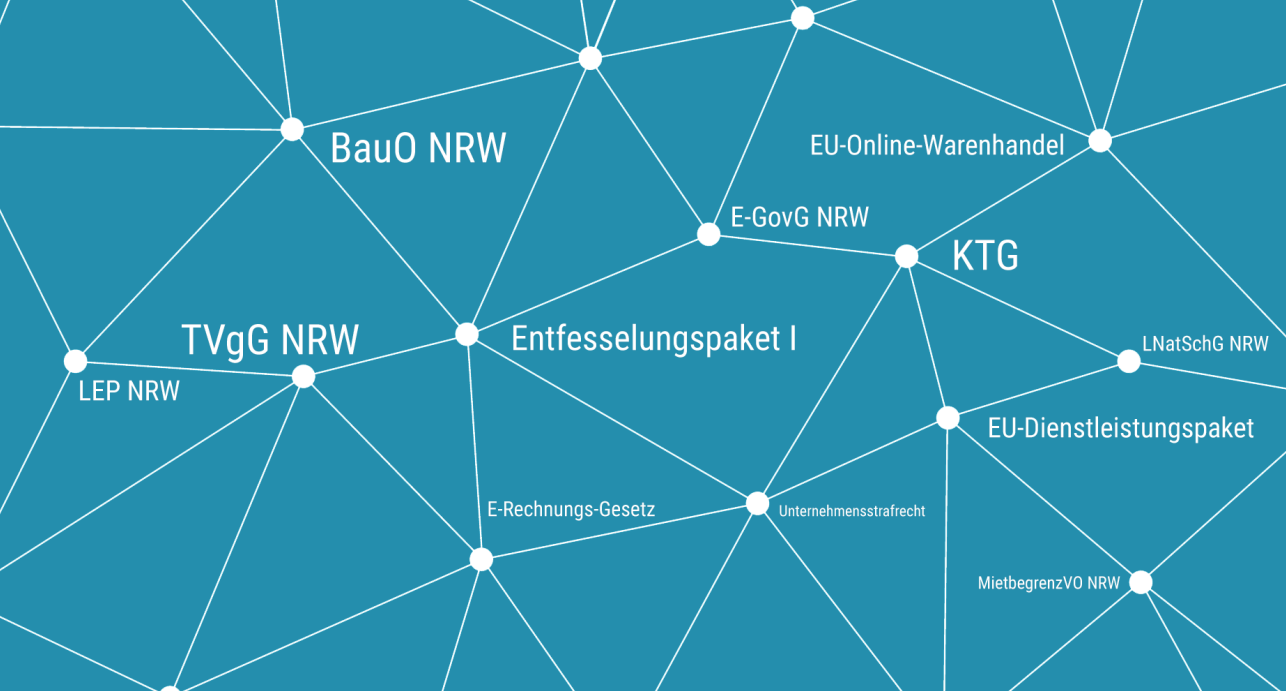 BauO NRW
EU-Online-Warenhandel
E-GovG NRW
KTG
TVgG NRW
Entfesselungspaket I
LNatSchG NRW
LEP NRW
EU-Dienstleistungspaket
E-Rechnungs-Gesetz
Unternehmensstrafrecht
MietbegrenzVO NRW